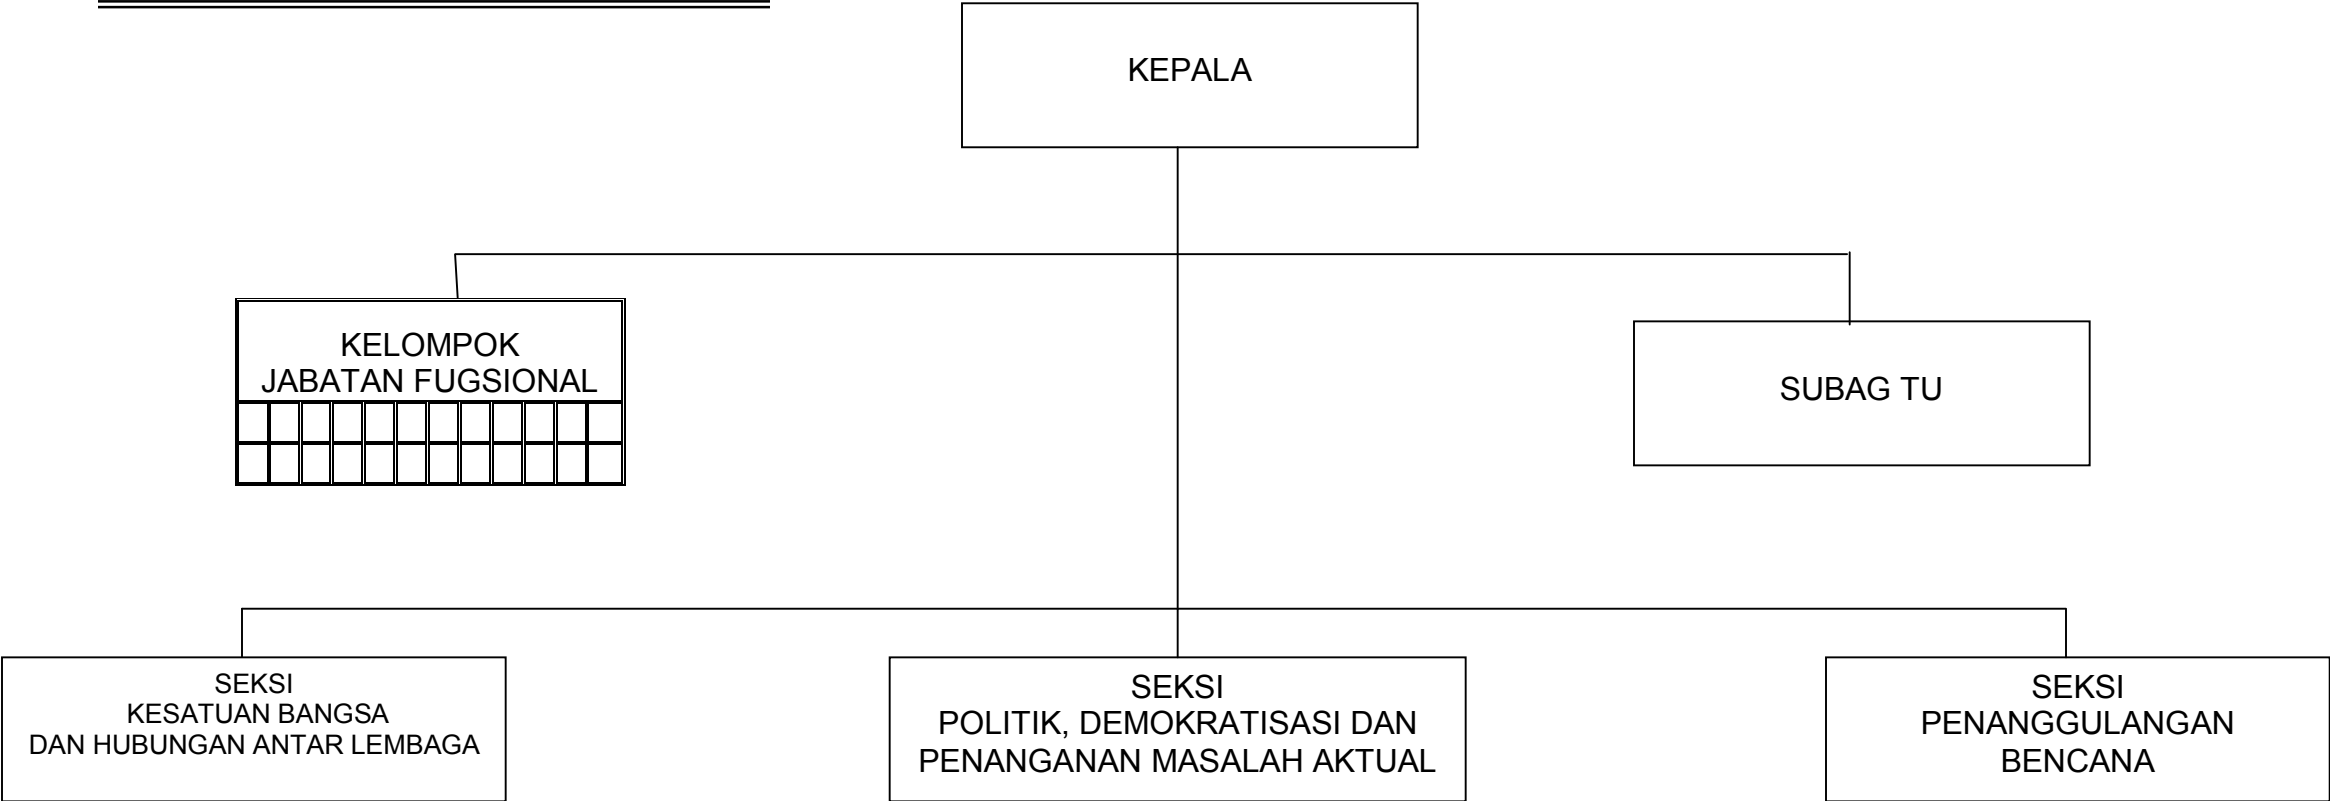 KEPALA
KELOMPOK
JABATAN FUGSIONAL
SUBAG TU
SEKSI
KESATUAN BANGSA
DAN HUBUNGAN ANTAR LEMBAGA
SEKSI
POLITIK, DEMOKRATISASI DAN
PENANGANAN MASALAH AKTUAL
SEKSI
PENANGGULANGAN
BENCANA